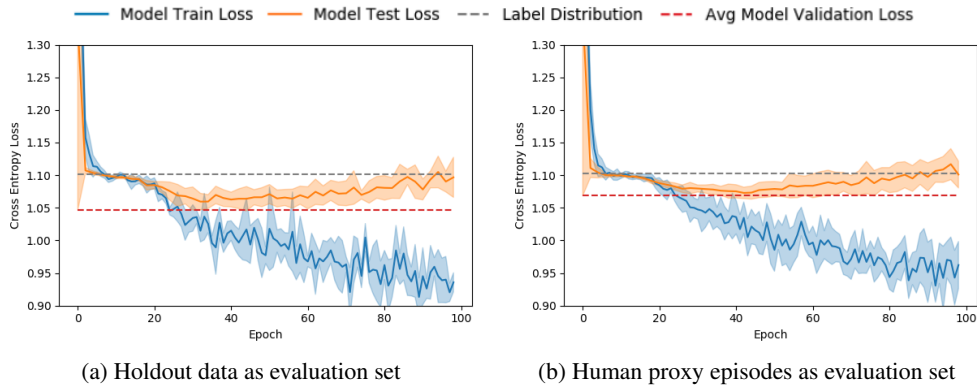 Model Train Loss Model Test Loss Label Distribution Avg Model Validation Loss
1.30
1.25
1.20
1.15
1.10
1.05
1.00
0.95
0.90
Cross Entropy Loss
0 20 40 60 80 100
Epoch
(a) Holdout data as evaluation set
1.30
1.25
1.20
1.15
1.10
1.05
1.00
0.95
0.90
Cross Entropy Loss
0 20 40 60 80 100
Epoch
(b) Human proxy episodes as evaluation set